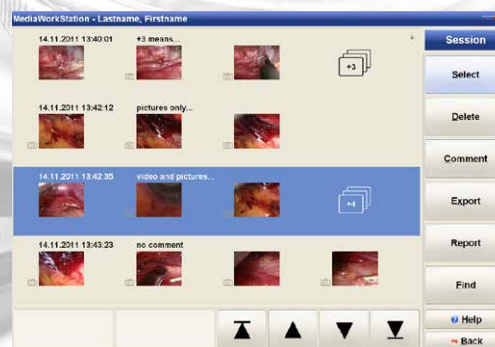 MediaWorkStation - Lastname, Firstname
Session
14.11.2011 13:40:01 +3 means...
+3
Select
Delete
14.11.2011 13:42:12 pictures only...
Comment
14.11.2011 13:42:35 video and pictures...
+4
Export
Report
14.11.2011 13:43:23 no comment
Find
Help
Back